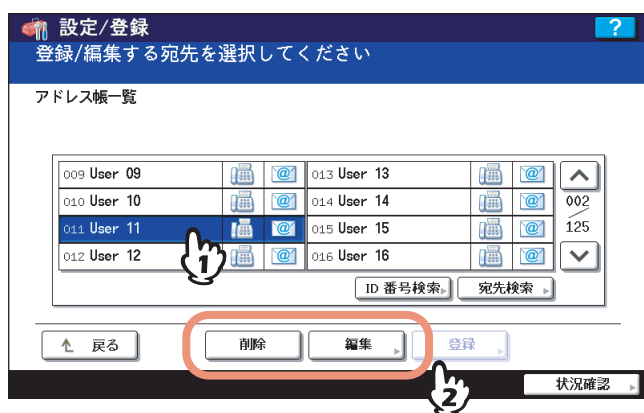 設定/登録 ?
登録/編集する宛先を選択してください
アドレス帳一覧
009 User 09 013 User 13
010 User 10 014 User 14 002
011 User 11 015 User 15 125
012 User 12 016 User 16
1
ID 番号検索 宛先検索
戻る 削除 編集 登録
2
状況確認